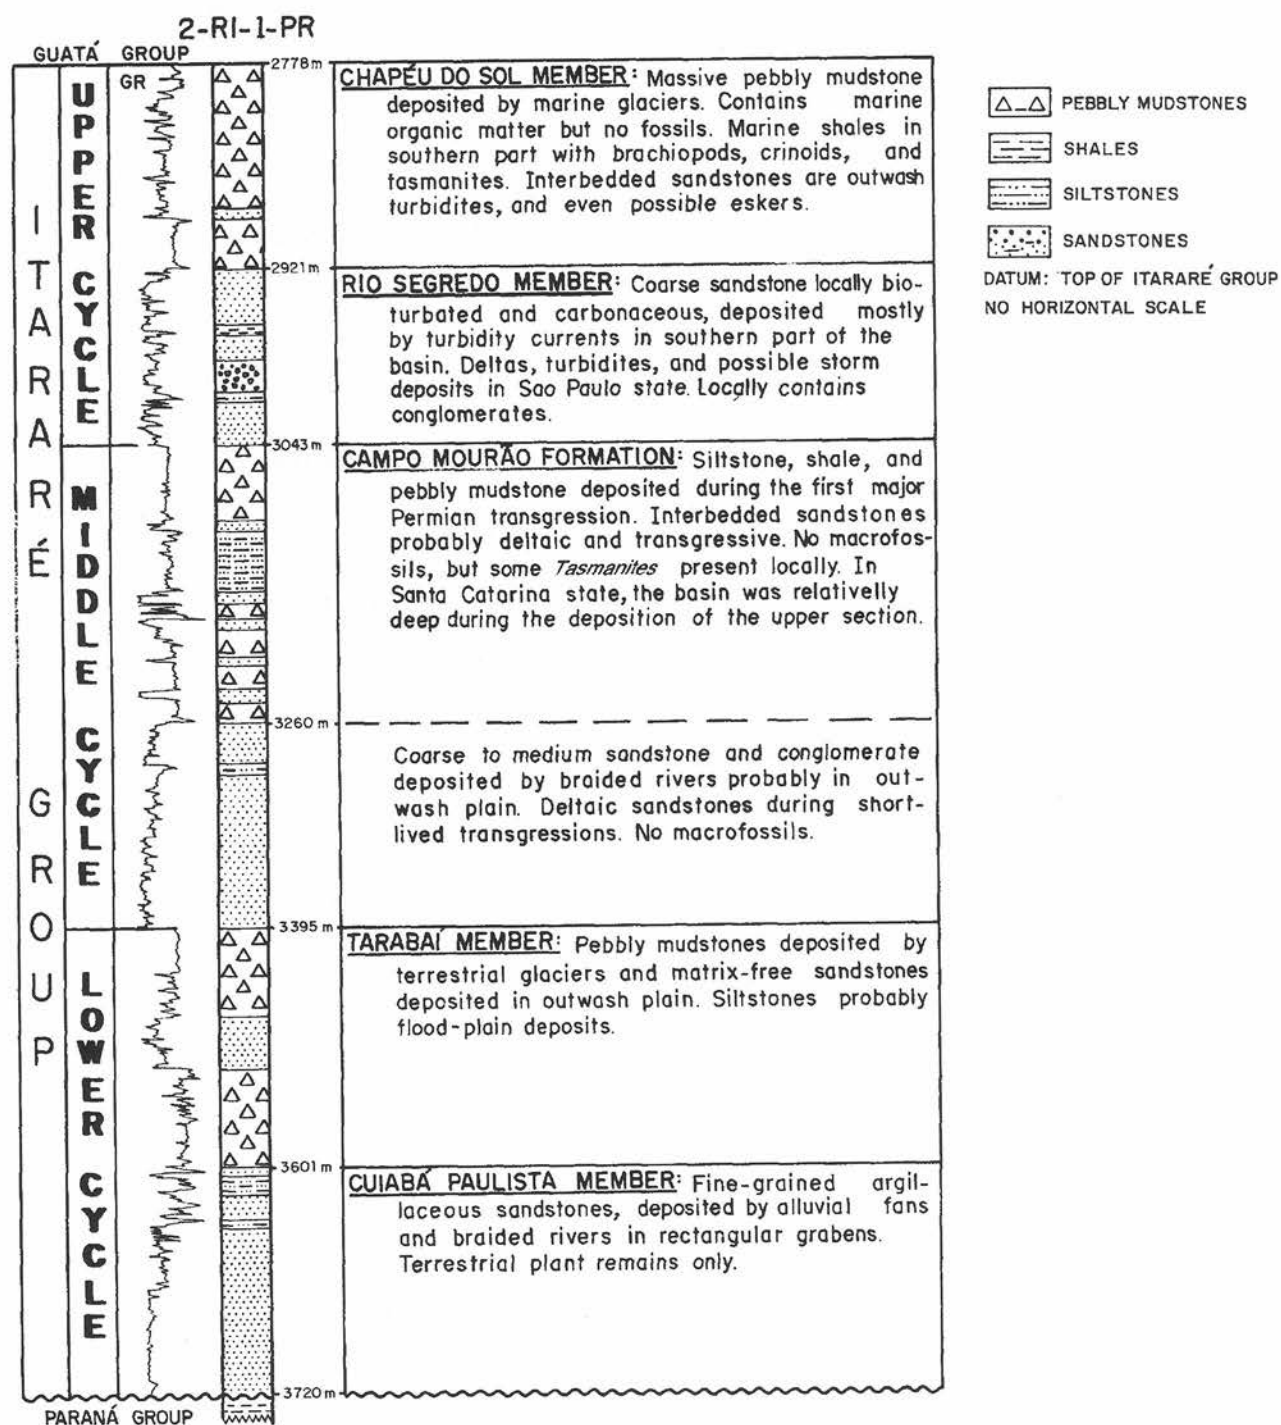 2-RI-1-PR
GUATÁ GROUP
GR
ITARARÉ GROUP
UPPER CYCLE
MIDDLE CYCLE
LOWER CYCLE
2778m
CHAPÉU DO SOL MEMBER: Massive pebbly mudstone
deposited by marine glaciers. Contains marine
organic matter but no fossils. Marine shales in
southern part with brachiopods, crinoids, and
tasmanites. Interbedded sandstones are outwash
turbidites, and even possible eskers.
2921m
RIO SEGREDO MEMBER: Coarse sandstone locally bio-
turbated and carbonaceous, deposited mostly
by turbidity currents in southern part of the
basin. Deltas, turbidites, and possible storm
deposits in Sao Paulo state. Locally contains
conglomerates.
3043m
CAMPO MOURÃO FORMATION: Siltstone, shale, and
pebbly mudstone deposited during the first major
Permian transgression. Interbedded sandstones
probably deltaic and transgressive. No macrofos-
sils, but some Tasmanites present locally. In
Santa Catarina state, the basin was relativelly
deep during the deposition of the upper section.
3260m
Coarse to medium sandstone and conglomerate
deposited by braided rivers probably in out-
wash plain. Deltaic sandstones during short-
lived transgressions. No macrofossils.
3395m
TARABAÍ MEMBER: Pebbly mudstones deposited by
terrestrial glaciers and matrix-free sandstones
deposited in outwash plain. Siltstones probably
flood-plain deposits.
3601m
CUIABÁ PAULISTA MEMBER: Fine-grained argil-
laceous sandstones, deposited by alluvial fans
and braided rivers in rectangular grabens.
Terrestrial plant remains only.
3720m
PARANÁ GROUP
PEBBLY MUDSTONES
SHALES
SILTSTONES
SANDSTONES
DATUM: TOP OF ITARARÉ GROUP
NO HORIZONTAL SCALE